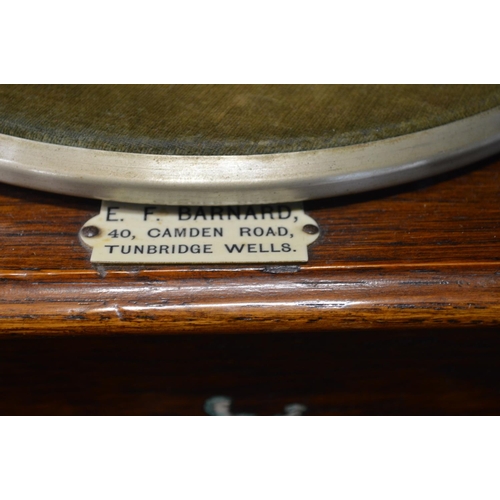 E. F. BARNARD,
40, CAMDEN ROAD,
TUNBRIDGE WELLS.